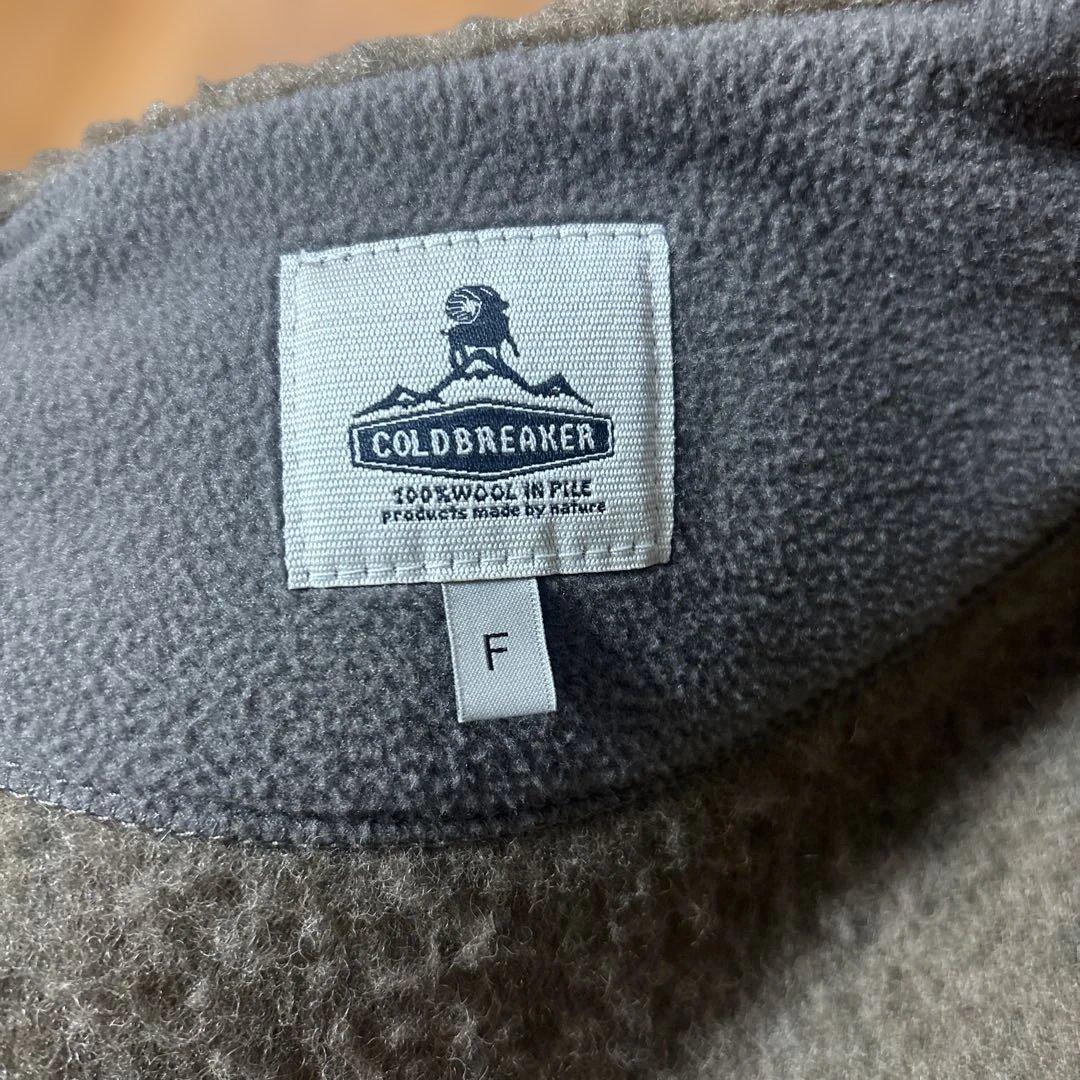 COLDBREAKER
100% WOOL IN PILE
products made by nature
F